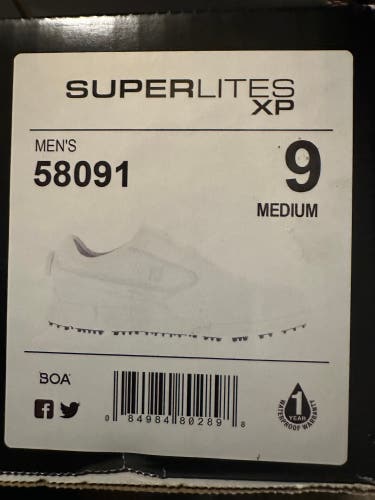 SUPERLITES
XP
MEN'S
58091
9
MEDIUM
BOA
0 84984 80289 8
1
YEAR
WATERPROOF WARRANTY